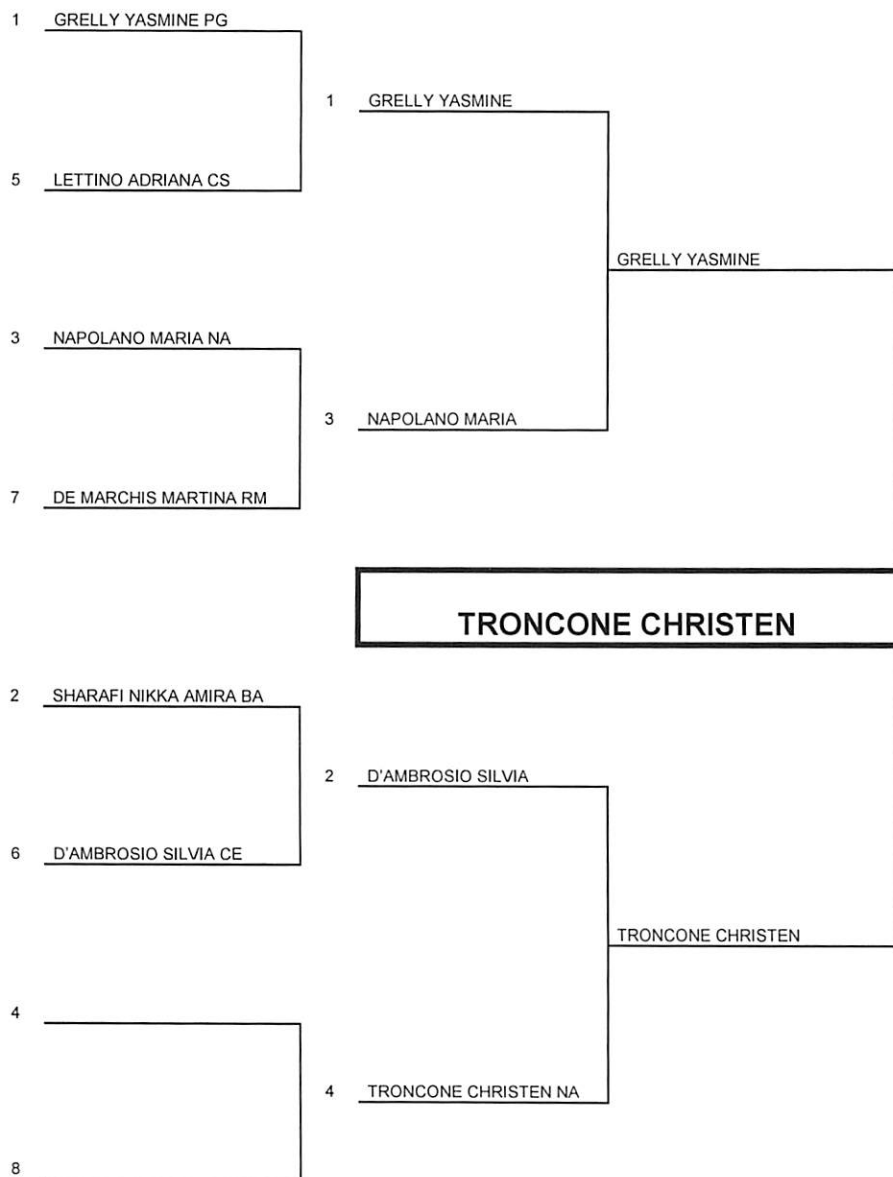 1 GRELLY YASMINE PG
1 GRELLY YASMINE
5 LETTINO ADRIANA CS
GRELLY YASMINE
3 NAPOLANO MARIA NA
3 NAPOLANO MARIA
7 DE MARCHIS MARTINA RM
TRONCONE CHRISTEN
2 SHARAFI NIKKA AMIRA BA
2 D'AMBROSIO SILVIA
6 D'AMBROSIO SILVIA CE
TRONCONE CHRISTEN
4
4 TRONCONE CHRISTEN NA
8